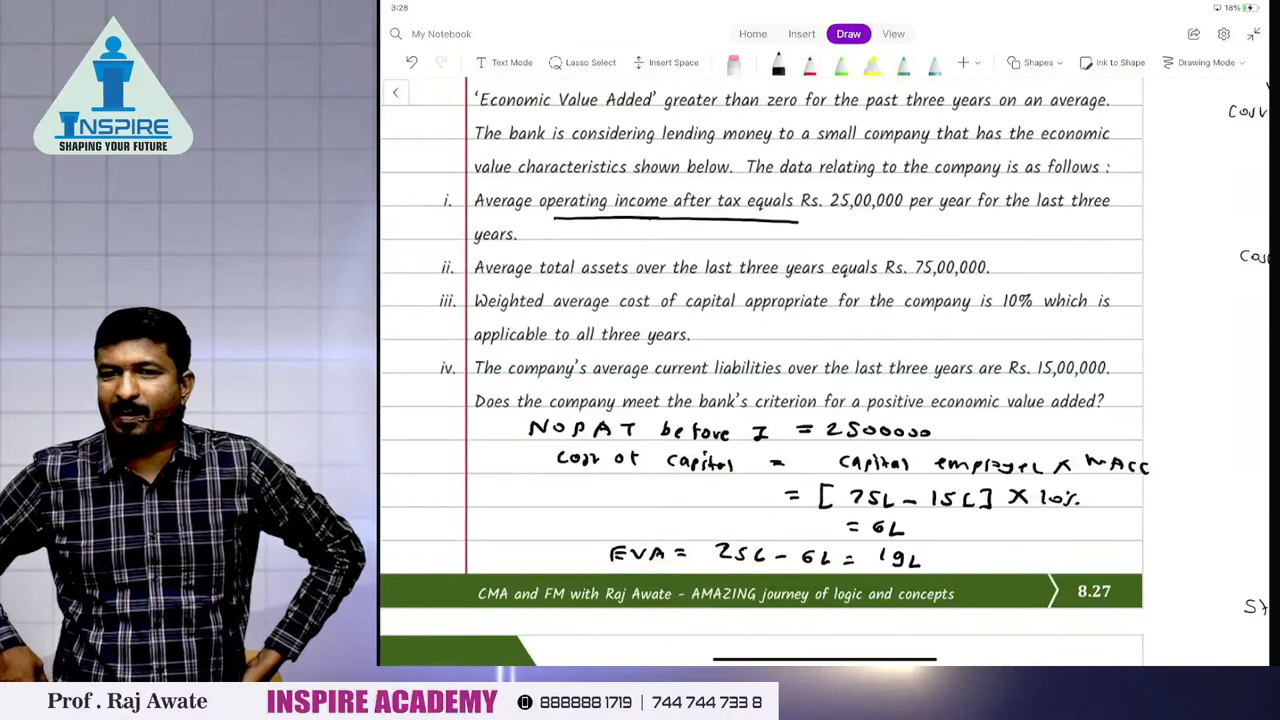 3:28
18%
My Notebook
Home
Insert
Draw
View
Text Mode
Lasso Select
Insert Space
Shapes
Ink to Shape
Drawing Mode
INSPIRE
SHAPING YOUR FUTURE
'Economic Value Added' greater than zero for the past three years on an average.
The bank is considering lending money to a small company that has the economic
value characteristics shown below. The data relating to the company is as follows :
i. Average operating income after tax equals Rs. 25,00,000 per year for the last three
years.
ii. Average total assets over the last three years equals Rs. 75,00,000.
iii. Weighted average cost of capital appropriate for the company is 10% which is
applicable to all three years.
iv. The company's average current liabilities over the last three years are Rs. 15,00,000.
Does the company meet the bank's criterion for a positive economic value added?
NOPAT before I = 2500000
Cost of capital = capital employed x WACC
= [ 75L - 15L ] X 10%
= 6L
EVA = 25L - 6L = 19L
CMA and FM with Raj Awate - AMAZING journey of logic and concepts
8.27
Prof . Raj Awate
INSPIRE ACADEMY
888888 1719
744 744 733 8